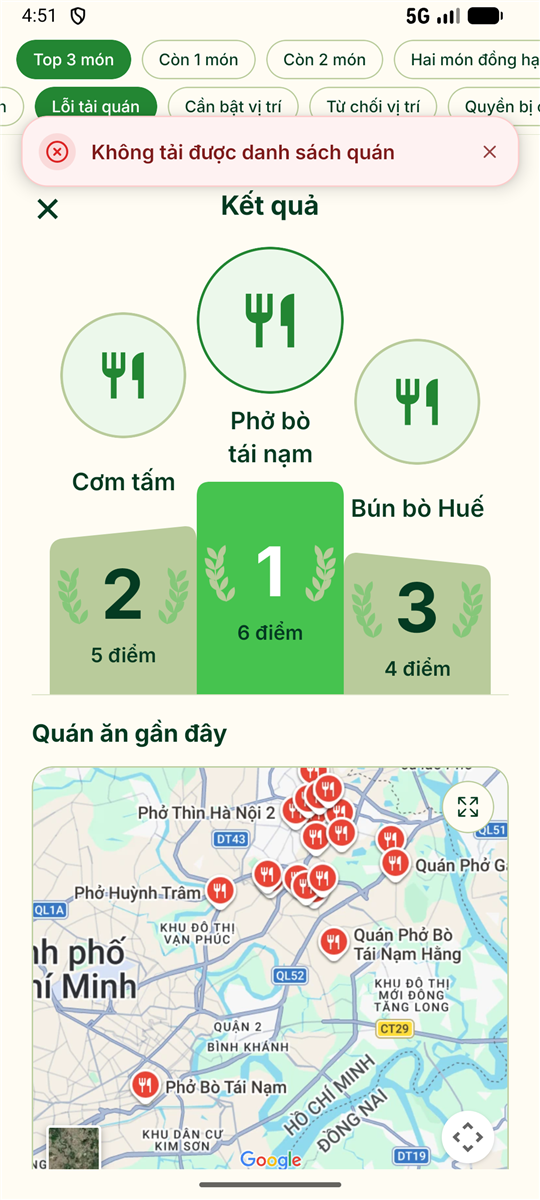 4:51
5G
Top 3 món
Còn 1 món
Còn 2 món
Hai món đồng hạ
Lỗi tải quán
Cần bật vị trí
Từ chối vị trí
Quyền bị
Không tải được danh sách quán
Kết quả
Phở bò
tái nạm
Cơm tấm
Bún bò Huế
1
2
3
6 điểm
5 điểm
4 điểm
Quán ăn gần đây
Phở Thìn Hà Nội 2
DT43
QL51
Quán Phở G
Phở Huỳnh Trâm
QL1A
KHU ĐÔ THỊ
VẠN PHÚC
Quán Phở Bò
Tái Nạm Hằng
nh phố
hí Minh
QL52
KHU ĐÔ THỊ
MỚI ĐÔNG
TĂNG LONG
QUẬN 2
CT29
BÌNH KHÁNH
Phở Bò Tái Nạm
HỒ CHÍ MINH
ĐỒNG NAI
KHU DÂN CƯ
KIM SƠN
NG
Google
DT19